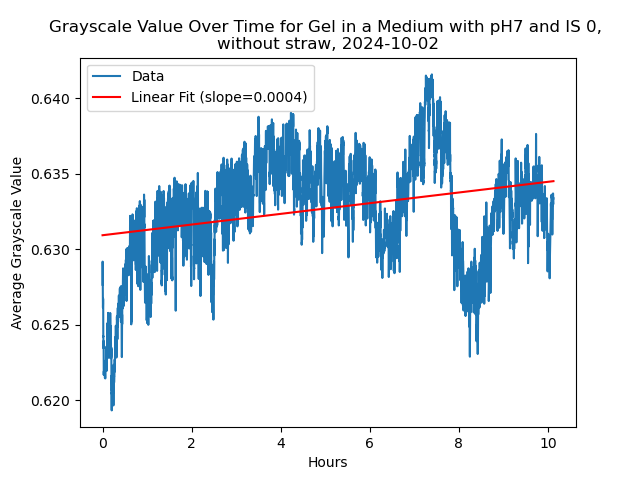 Grayscale Value Over Time for Gel in a Medium with pH7 and IS 0,
without straw, 2024-10-02
Data
Linear Fit (slope=0.0004)
Average Grayscale Value
0.640
0.635
0.630
0.625
0.620
0 2 4 6 8 10
Hours